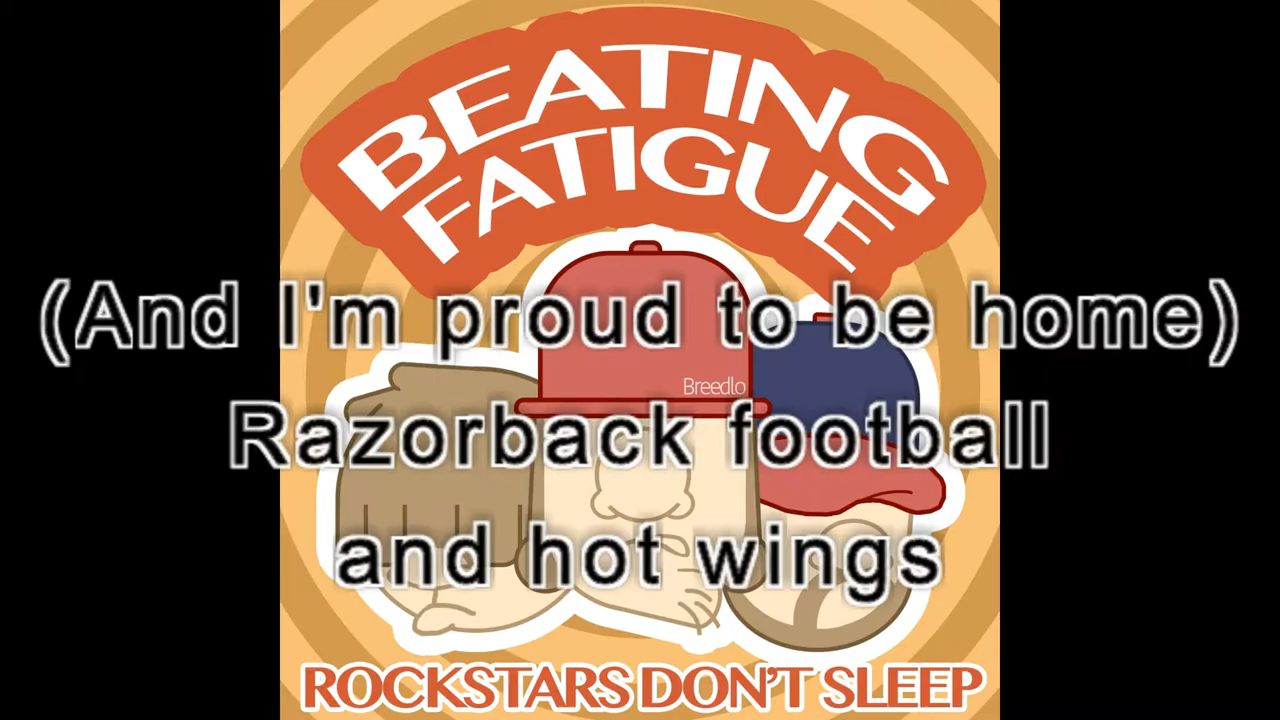 BEATING
FATIGUE
(And I'm proud to be home)
Breedlo
Razorback football
and hot wings
ROCKSTARS DON'T SLEEP